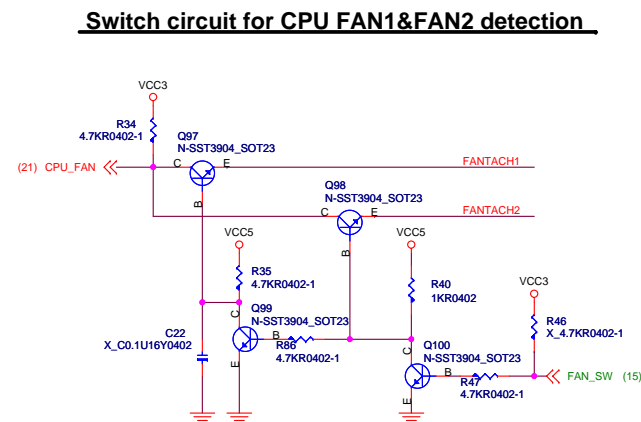 Switch circuit for CPU FAN1&FAN2 detection
VCC3
R34
4.7KR0402-1
Q97
N-SST3904_SOT23
(21) CPU_FAN
C
E
FANTACH1
B
Q98
N-SST3904_SOT23
C
E
FANTACH2
B
VCC5
VCC5
R35
4.7KR0402-1
R40
1KR0402
VCC3
C22
X_C0.1U16Y0402
Q99
N-SST3904_SOT23
C
B
E
R86
4.7KR0402-1
R46
X_4.7KR0402-1
Q100
N-SST3904_SOT23
C
B
E
R47
4.7KR0402-1
FAN_SW (15)